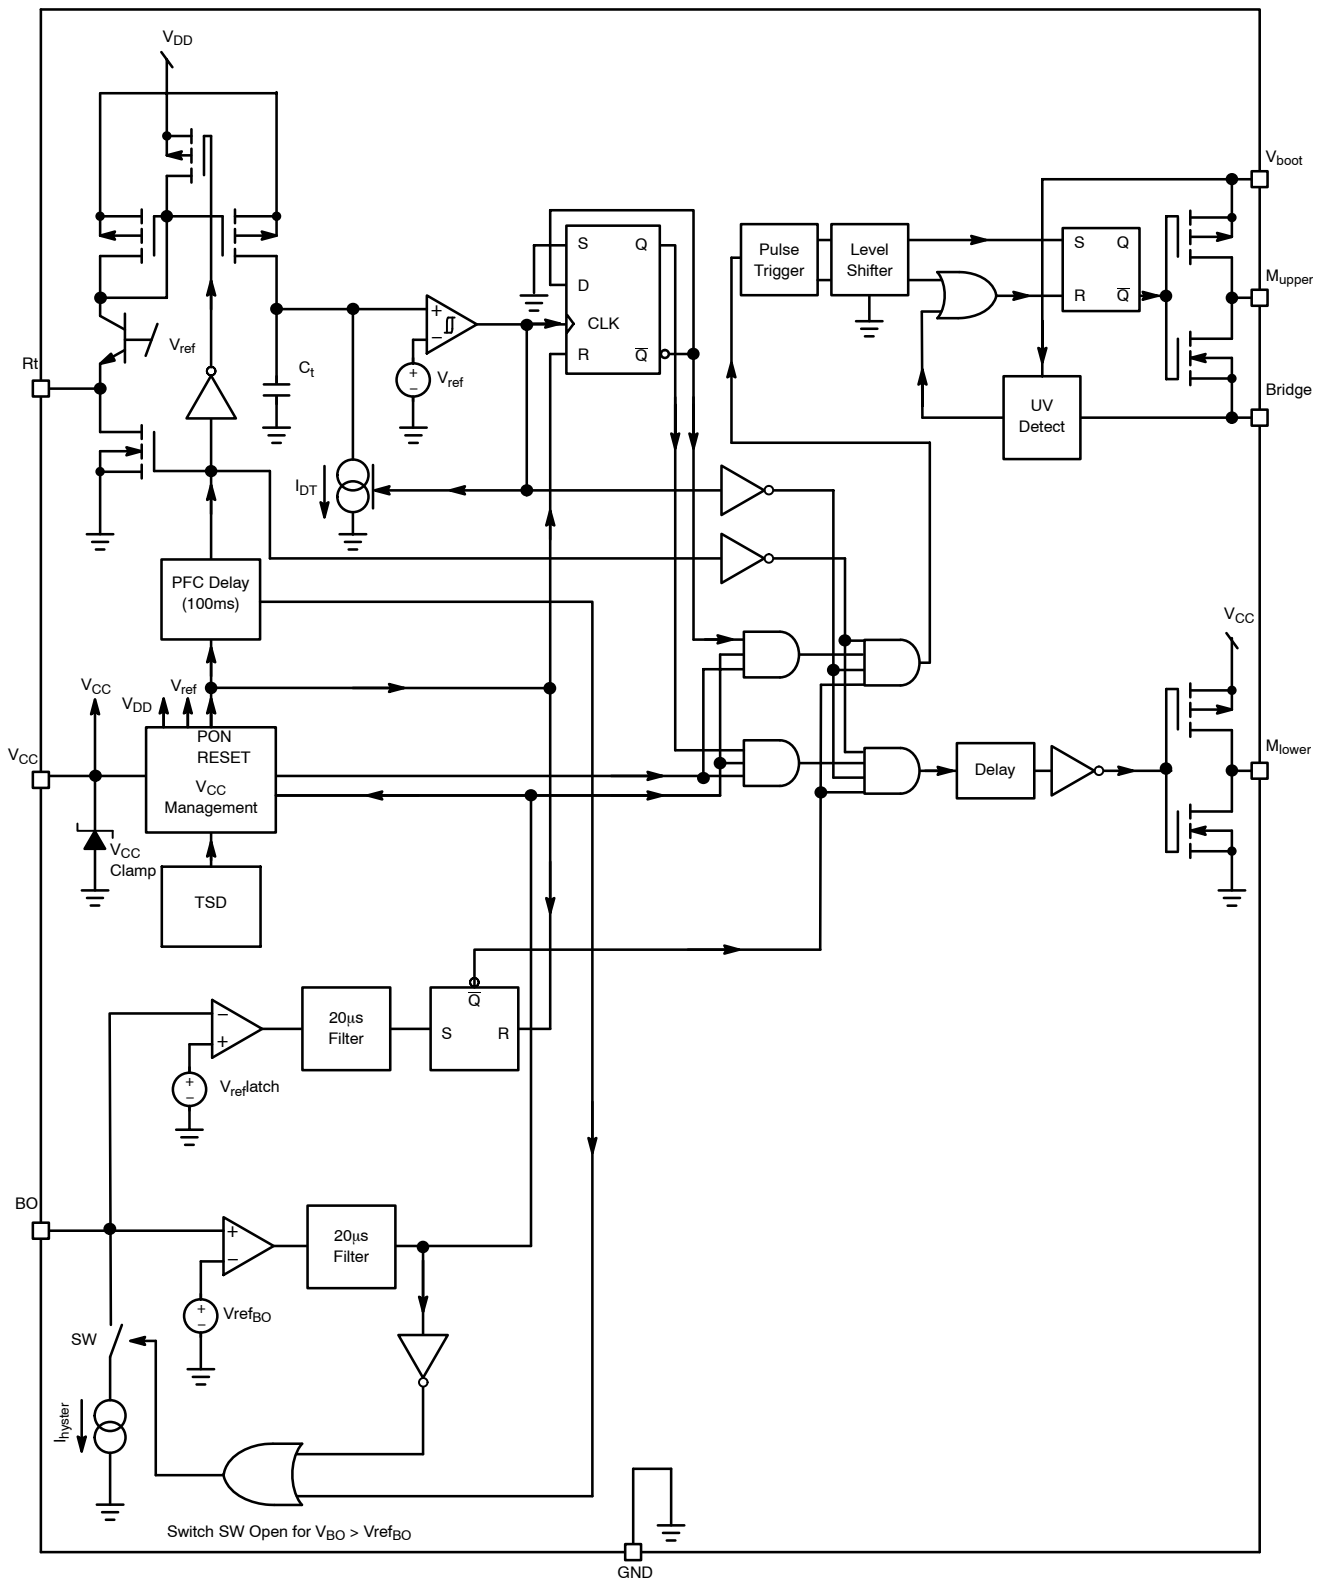 VDD
Vboot
S
Q
Pulse
Trigger
Level
Shifter
S
Q
D
Mupper
R
Q̅
+
−
CLK
Vref
R
Q̅
Rt
Ct
+
−
Vref
Bridge
UV
Detect
IDT
PFC Delay
(100ms)
VCC
VCC
VDD
Vref
PON
RESET
VCC
Mlower
Delay
VCC
Management
VCC
Clamp
TSD
Q̅
−
+
20μs
Filter
S
R
+
−
Vreflatch
BO
+
−
20μs
Filter
+
−
VrefBO
SW
Ihyster
Switch SW Open for VBO > VrefBO
GND